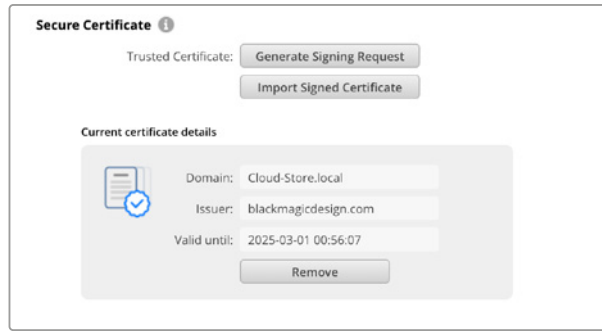 Secure Certificate i
Trusted Certificate: Generate Signing Request
Import Signed Certificate
Current certificate details
Domain: Cloud-Store.local
Issuer: blackmagicdesign.com
Valid until: 2025-03-01 00:56:07
Remove